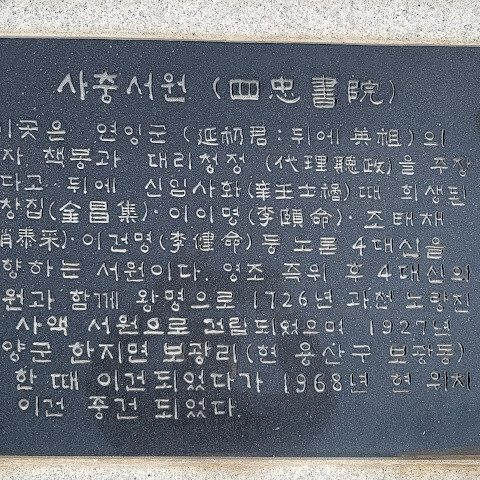 사충서원 (四忠書院)
이곳은 연잉군 (延礽君 : 뒤에 英祖)의
자 책봉과 대리청정 (代理聽政)을 주장
다고 뒤에 신임사화 (辛壬士禍) 때 희생된
창집(金昌集)·이이명(李頤命)·조태채
泰采)·이건명(李健命) 등 노론 4대신을
향하는 서원이다. 영조 즉위 후 4대신의
원과 함께 왕명으로 1726년 과천 노량진
사액 서원으로 건립되었으며 1927년
양군 한지면 보광리(현 용산구 보광동)
한 때 이건되었다가 1968년 현 위치
이건 중건 되었다.